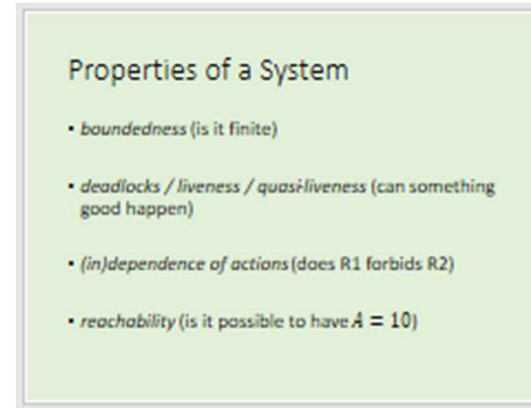 Properties of a System
▪ boundedness (is it finite)
▪ deadlocks / liveness / quasi-liveness (can something
good happen)
▪ (in)dependence of actions (does R1 forbids R2)
▪ reachability (is it possible to have A = 10)